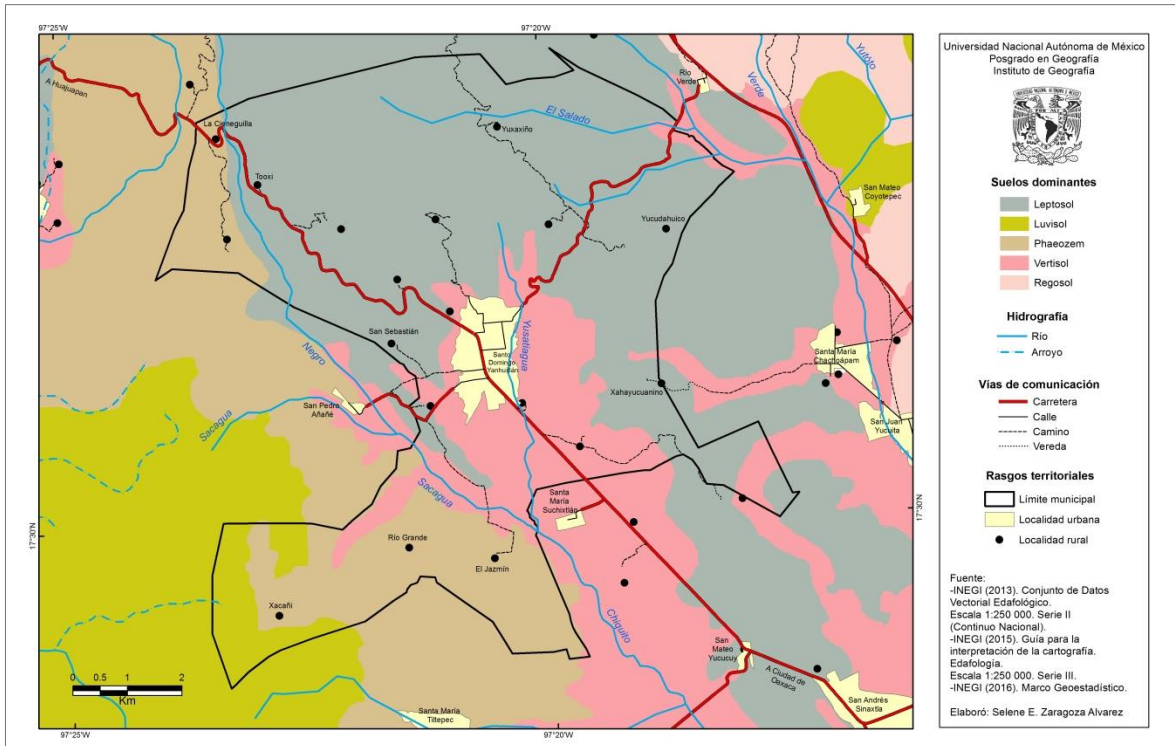 97°25'W
97°20'W
A Huajuapan
La Cieneguilla
Tooxi
Yuxaxiño
El Salado
Río
Verde
Verde
Yutóto
San Mateo
Coyotepec
Yucudahuico
San Sebastián
Negro
Santo
Domingo
Yanhuitlán
Yusatiagua
Santa María
Chachoápam
Xahayucuanino
San Juan
Yucuita
San Pedro
Añañé
Sacagua
Sacagua
Santa
María
Suchixtlán
17°30'N
17°30'N
Río Grande
El Jazmín
Xacañi
Chiquito
San
Mateo
Yucucuy
A Ciudad de
Oaxaca
San Andrés
Sinaxtla
Santa María
Tiltepec
0 0.5 1 2
Km
97°25'W
97°20'W
Universidad Nacional Autónoma de México
Posgrado en Geografía
Instituto de Geografía
Suelos dominantes
Leptosol
Luvisol
Phaeozem
Vertisol
Regosol
Hidrografía
Río
Arroyo
Vías de comunicación
Carretera
Calle
Camino
Vereda
Rasgos territoriales
Límite municipal
Localidad urbana
Localidad rural
Fuente:
-INEGI (2013). Conjunto de Datos
Vectorial Edafológico.
Escala 1:250 000. Serie II
(Continuo Nacional).
-INEGI (2015). Guía para la
interpretación de la cartografía.
Edafología.
Escala 1:250 000. Serie III.
-INEGI (2016). Marco Geoestadístico.
Elaboró: Selene E. Zaragoza Alvarez